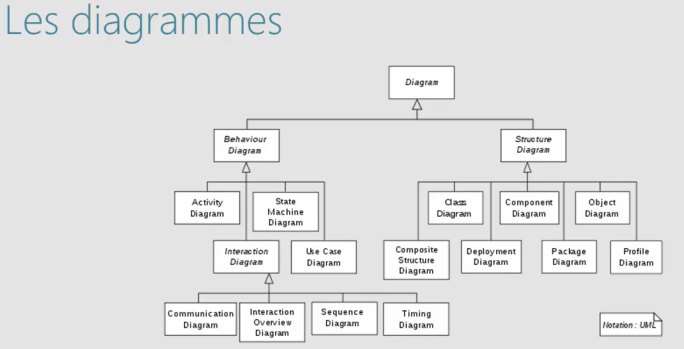 Les diagrammes
Diagram
Behaviour
Diagram
Structure
Diagram
Activity
Diagram
State
Machine
Diagram
Class
Diagram
Component
Diagram
Object
Diagram
Interaction
Diagram
Use Case
Diagram
Composite
Structure
Diagram
Deployment
Diagram
Package
Diagram
Profile
Diagram
Communication
Diagram
Interaction
Overview
Diagram
Sequence
Diagram
Timing
Diagram
Notation : UML